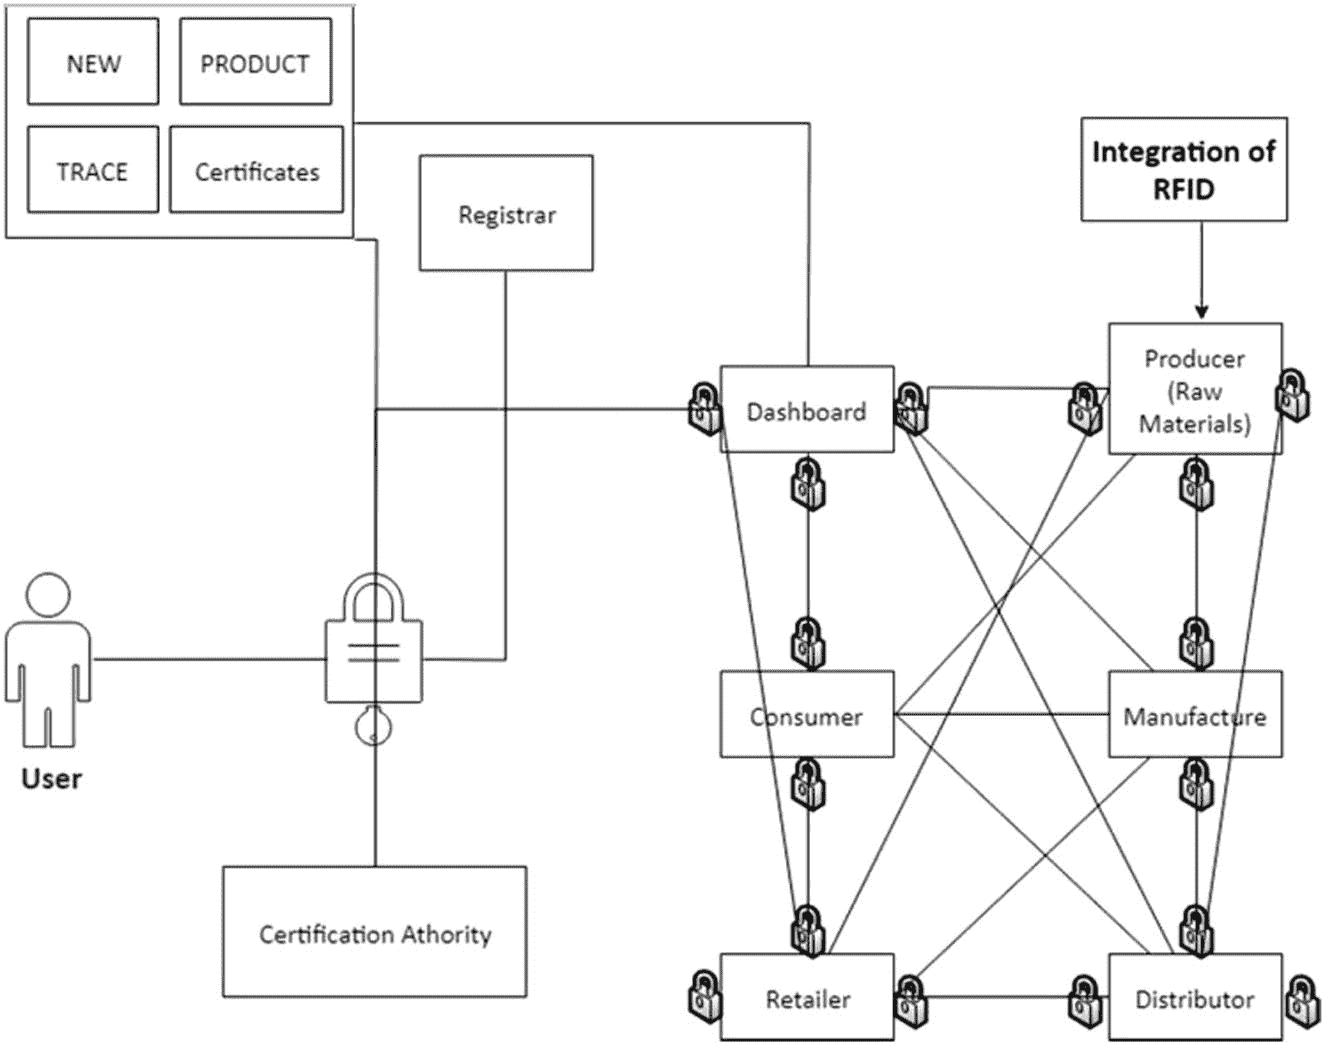 NEW
PRODUCT
TRACE
Certificates
Registrar
Integration of
RFID
Producer
(Raw
Materials)
Dashboard
User
Consumer
Manufacture
Certification Athority
Retailer
Distributor